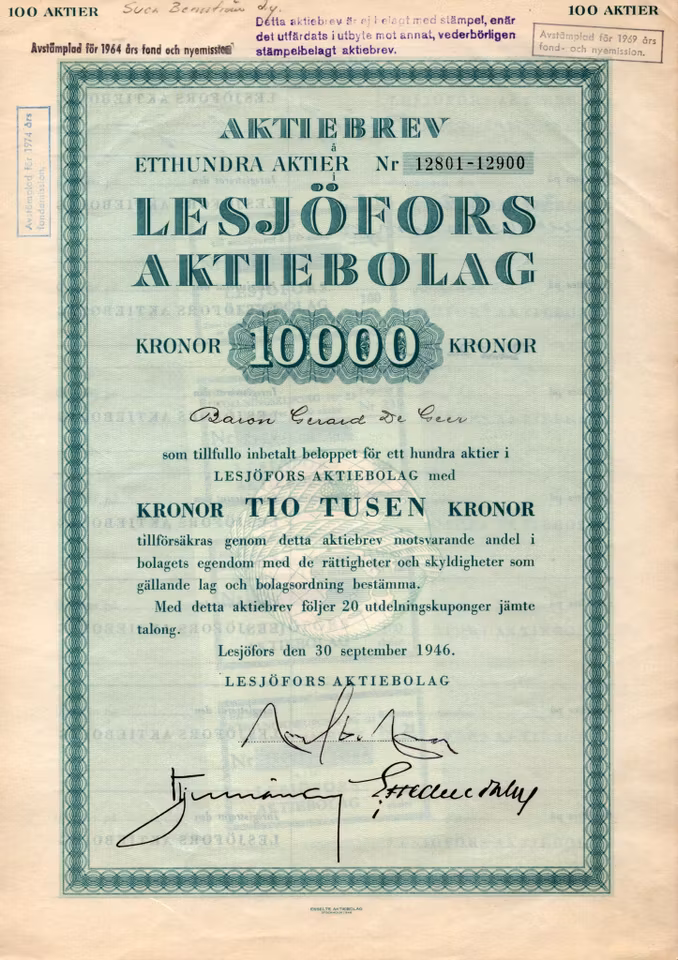 100 AKTIER
100 AKTIER
Avstämplad för 1964 års fond och nyemission
Detta aktiebrev är ej i elagt med stämpel, enär
det utfärdats i utbyte mot annat, vederbörligen
stämpelbelagt aktiebrev.
Avstämplad för 1969 års
fond- och nyemission.
Avstämplad för 1974 års
fondemission.
AKTIEBREV
å
ETTHUNDRA AKTIER Nr 12801-12900
i
LESJÖFORS
AKTIEBOLAG
KRONOR 10000 KRONOR
Baron Gerard De Geer
som tillfullo inbetalt beloppet för ett hundra aktier i
LESJÖFORS AKTIEBOLAG med
KRONOR TIO TUSEN KRONOR
tillförsäkras genom detta aktiebrev motsvarande andel i
bolagets egendom med de rättigheter och skyldigheter som
gällande lag och bolagsordning bestämma.
Med detta aktiebrev följer 20 utdelningskuponger jämte
talong.
Lesjöfors den 30 september 1946.
LESJÖFORS AKTIEBOLAG